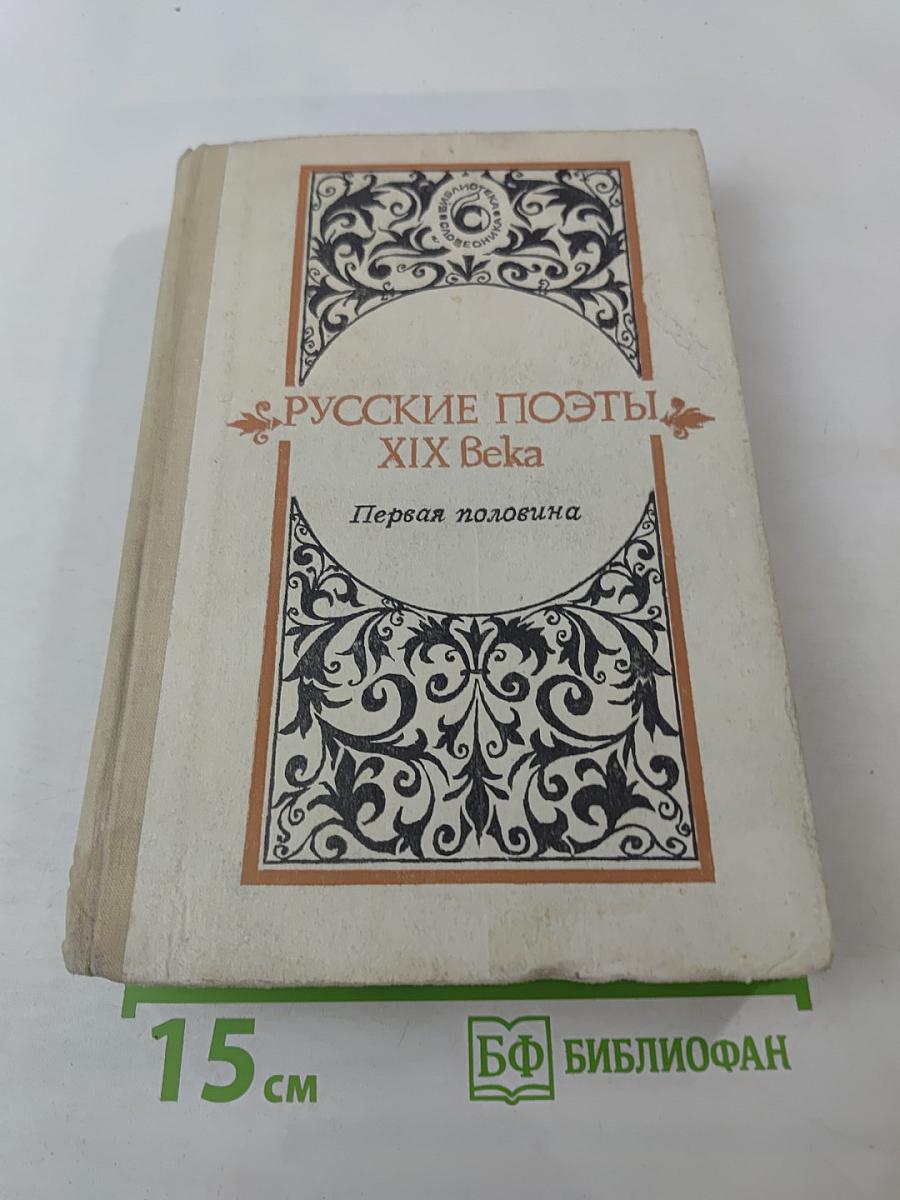 БИБЛИОТЕКА СЛОВЕСНИКА
РУССКИЕ ПОЭТЫ
XIX века
Первая половина
15 см
БФ БИБЛИОФАН